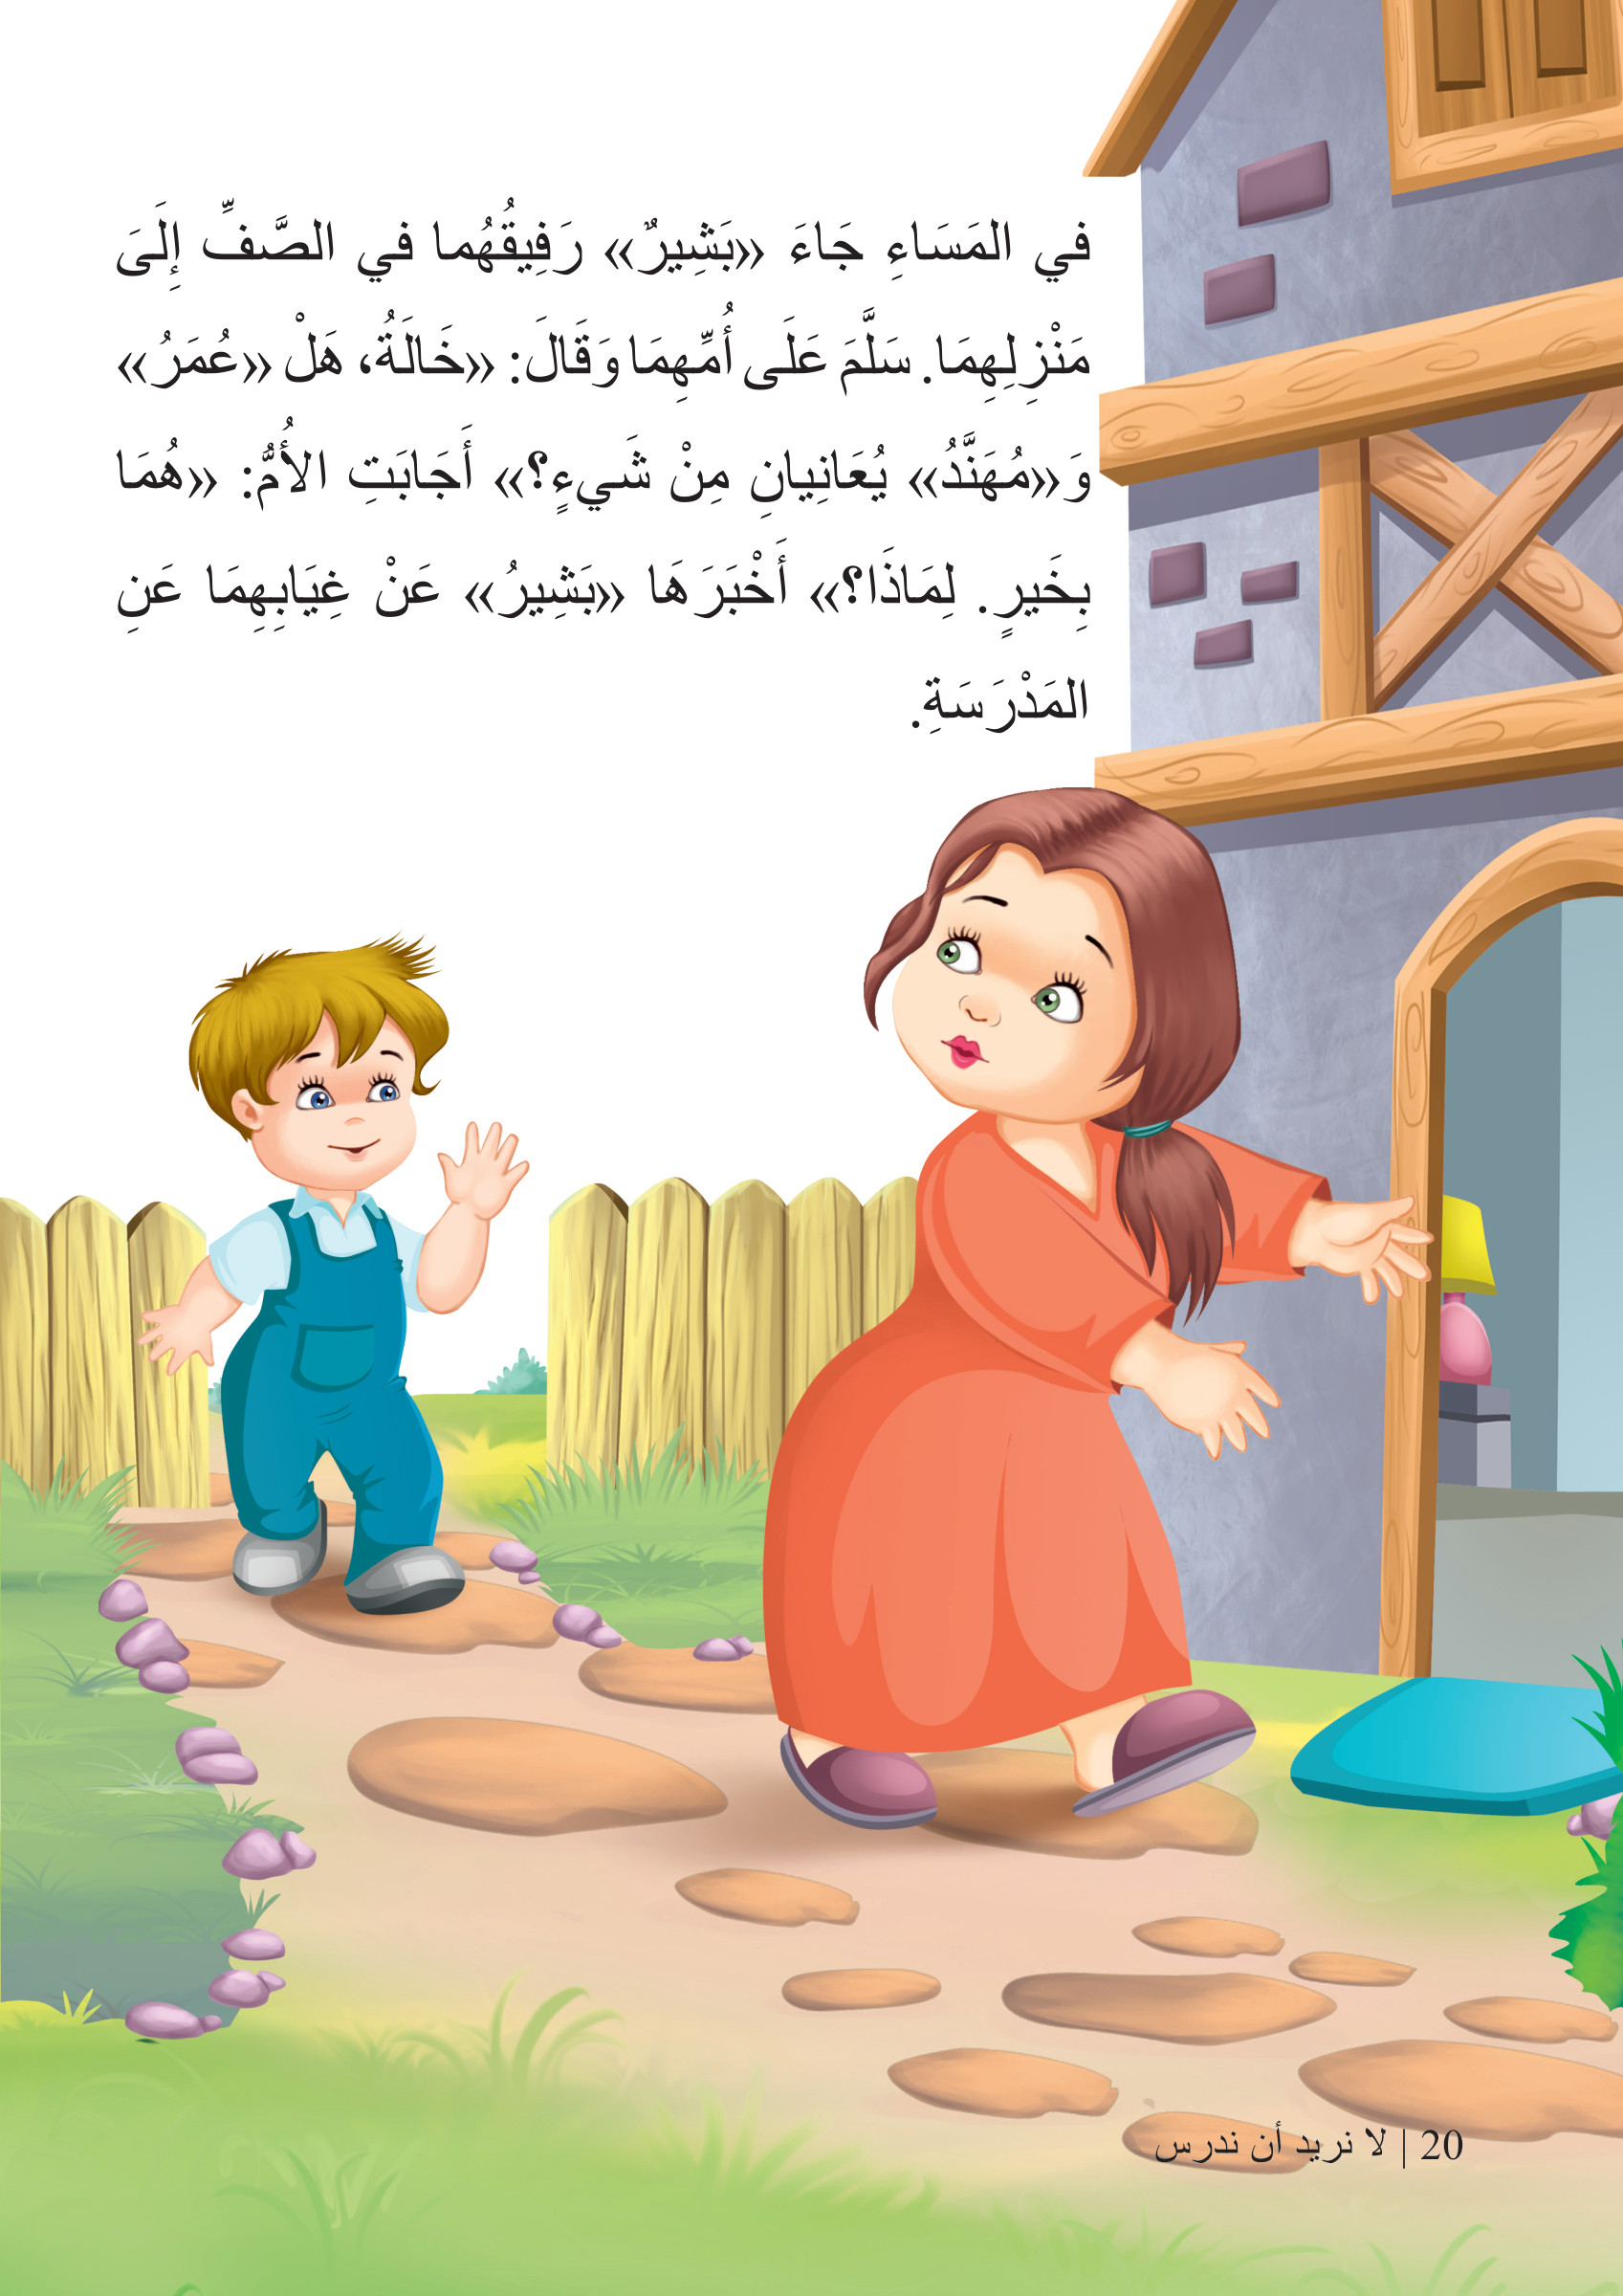 في المَسَاءِ جَاءَ «بَشِيرٌ» رَفِيقُهُما في الصَّفِّ إِلَىَ
مَنْزِلِهِمَا. سَلَّمَ عَلَى أُمِّهِمَا وَقَالَ: «خَالَةُ، هَلْ «عُمَرُ»
وَ«مُهَنَّدُ» يُعَانِيانِ مِنْ شَيءٍ؟» أَجَابَتِ الأُمُّ: «هُمَا
بِخَيرٍ. لِمَاذَا؟» أَخْبَرَهَا «بَشِيرُ» عَنْ غِيَابِهِمَا عَنِ
المَدْرَسَةِ.
20 | لا نريد أن ندرس